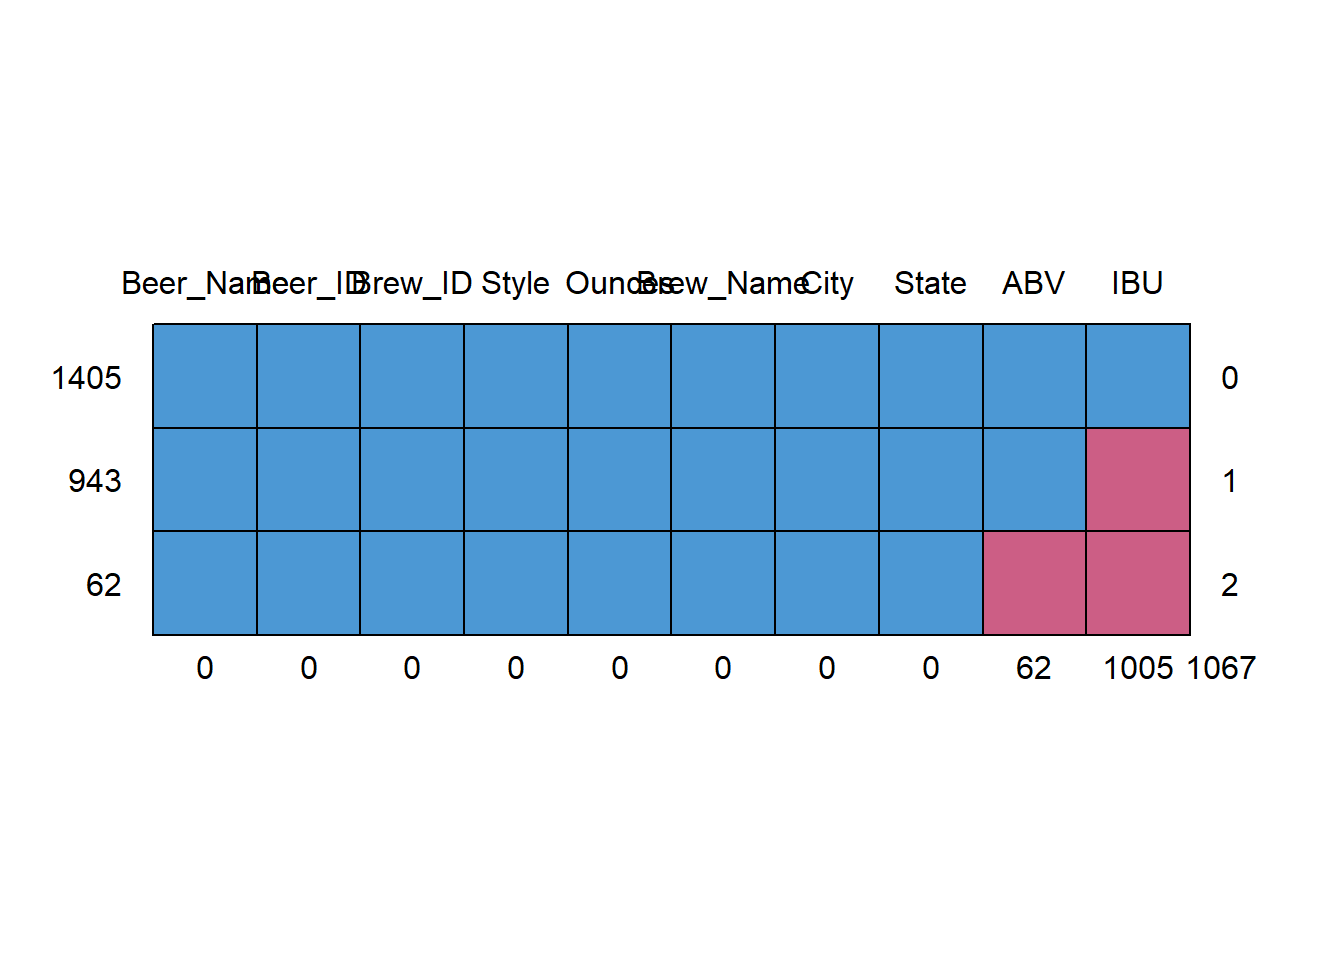 Beer_Name Beer_ID Brew_ID Style Ounces Brew_Name City State ABV IBU
1405 0
943 1
62 2
0 0 0 0 0 0 0 0 62 1005 1067